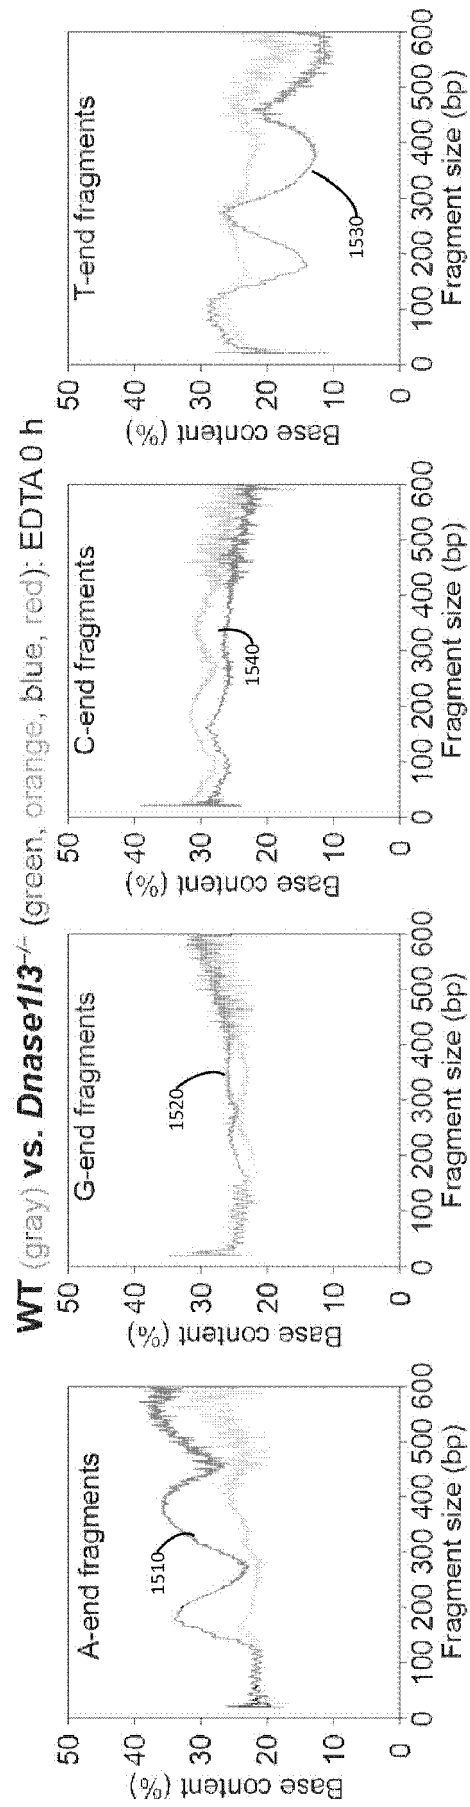 WT (gray) vs. Dnase1l3-/- (green, orange, blue, red): EDTA 0 h
A-end fragments
1510
Base content (%)
50
40
30
20
10
0
0 100 200 300 400 500 600
Fragment size (bp)
G-end fragments
1520
Base content (%)
50
40
30
20
10
0
0 100 200 300 400 500 600
Fragment size (bp)
C-end fragments
1540
Base content (%)
50
40
30
20
10
0
0 100 200 300 400 500 600
Fragment size (bp)
T-end fragments
1530
Base content (%)
50
40
30
20
10
0
0 100 200 300 400 500 600
Fragment size (bp)